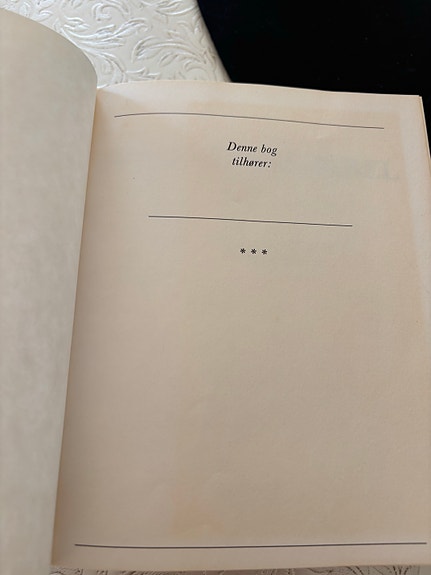 Denne bog
tilhører:
***